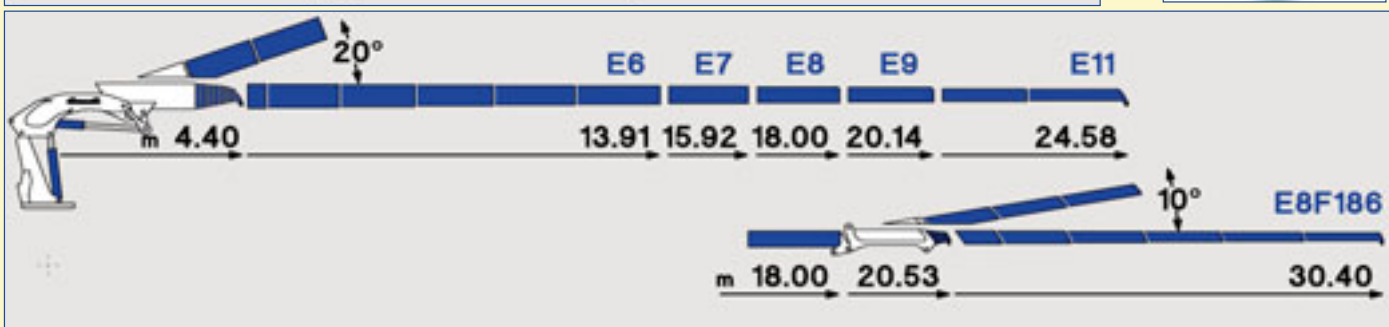 20°
E6 E7 E8 E9 E11
m 4.40 13.91 15.92 18.00 20.14 24.58
10°
E8F186
m 18.00 20.53 30.40